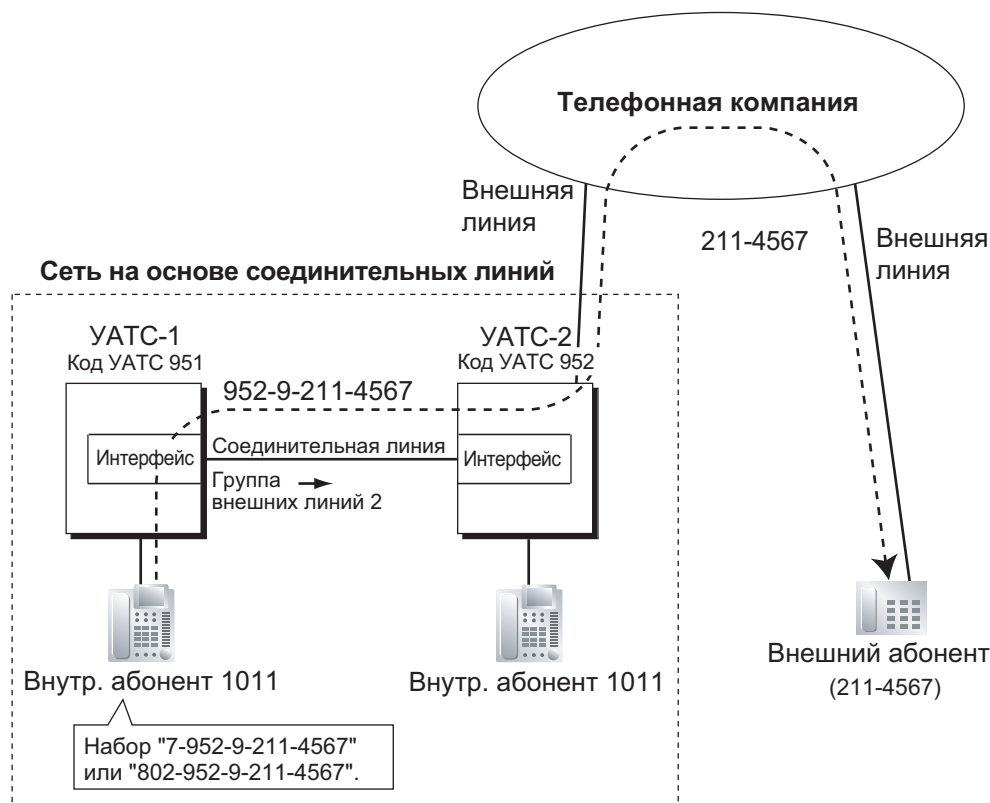 Телефонная компания
Внешняя
линия
211-4567
Внешняя
линия
Сеть на основе соединительных линий
УАТС-1
Код УАТС 951
УАТС-2
Код УАТС 952
952-9-211-4567
Интерфейс
Соединительная линия
Интерфейс
Группа
внешних линий 2
Внутр. абонент 1011
Внутр. абонент 1011
Внешний абонент
(211-4567)
Набор "7-952-9-211-4567"
или "802-952-9-211-4567".